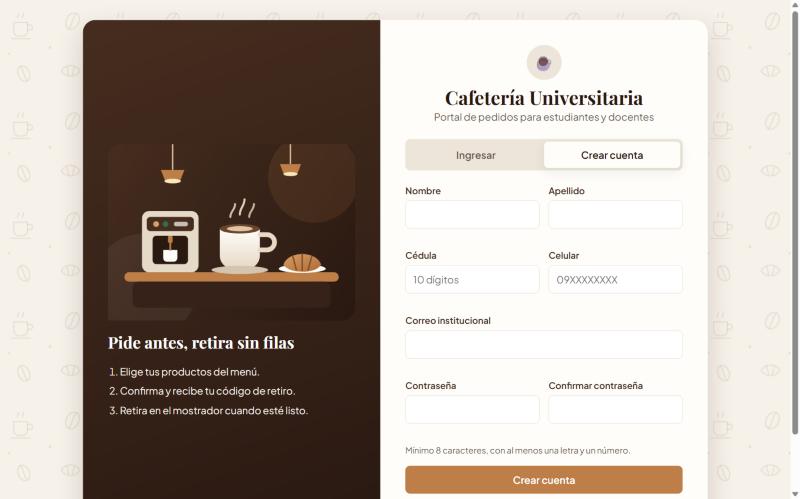 Cafetería Universitaria
Portal de pedidos para estudiantes y docentes
Ingresar
Crear cuenta
Nombre
Apellido
Cédula
Celular
10 dígitos
09XXXXXXXX
Correo institucional
Contraseña
Confirmar contraseña
Mínimo 8 caracteres, con al menos una letra y un número.
Crear cuenta
Pide antes, retira sin filas
1. Elige tus productos del menú.
2. Confirma y recibe tu código de retiro.
3. Retira en el mostrador cuando esté listo.